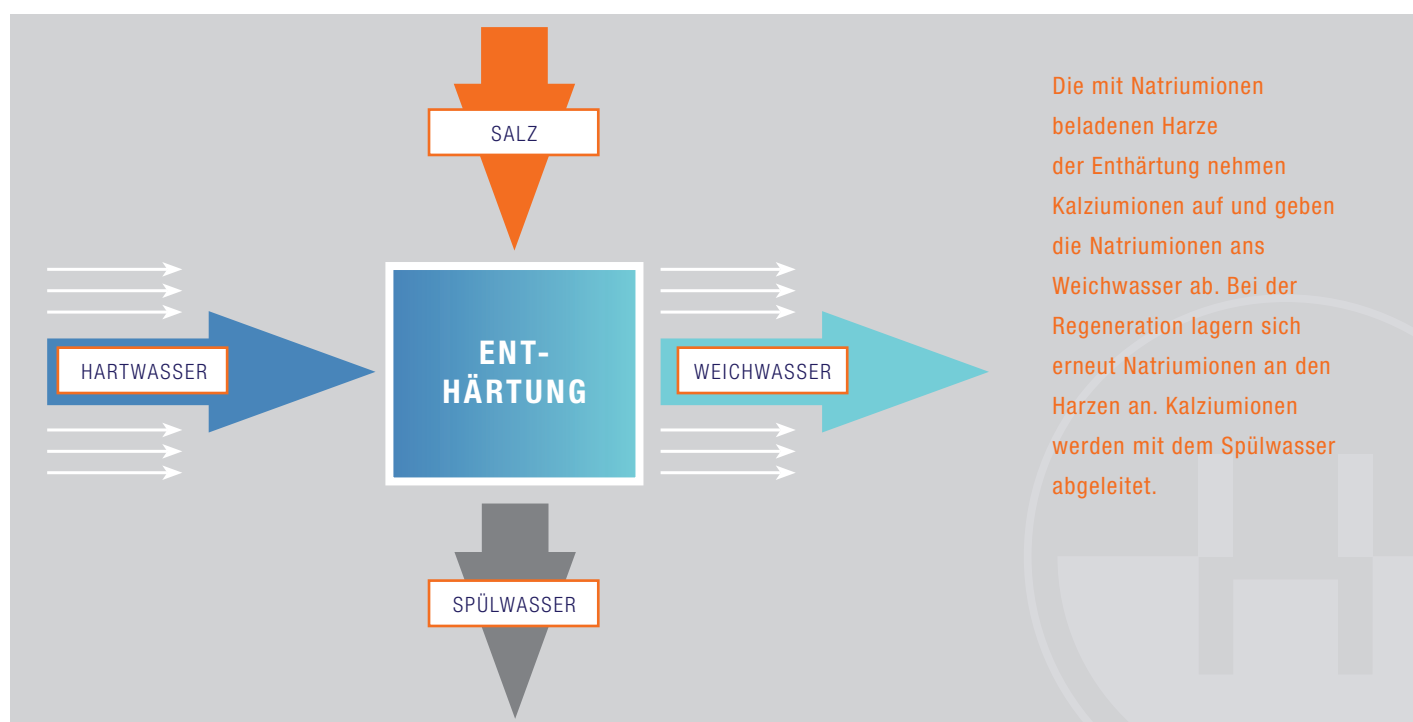 SALZ
HARTWASSER
ENT-
HÄRTUNG
WEICHWASSER
SPÜLWASSER
Die mit Natriumionen
beladenen Harze
der Enthärtung nehmen
Kalziumionen auf und geben
die Natriumionen ans
Weichwasser ab. Bei der
Regeneration lagern sich
erneut Natriumionen an den
Harzen an. Kalziumionen
werden mit dem Spülwasser
abgeleitet.